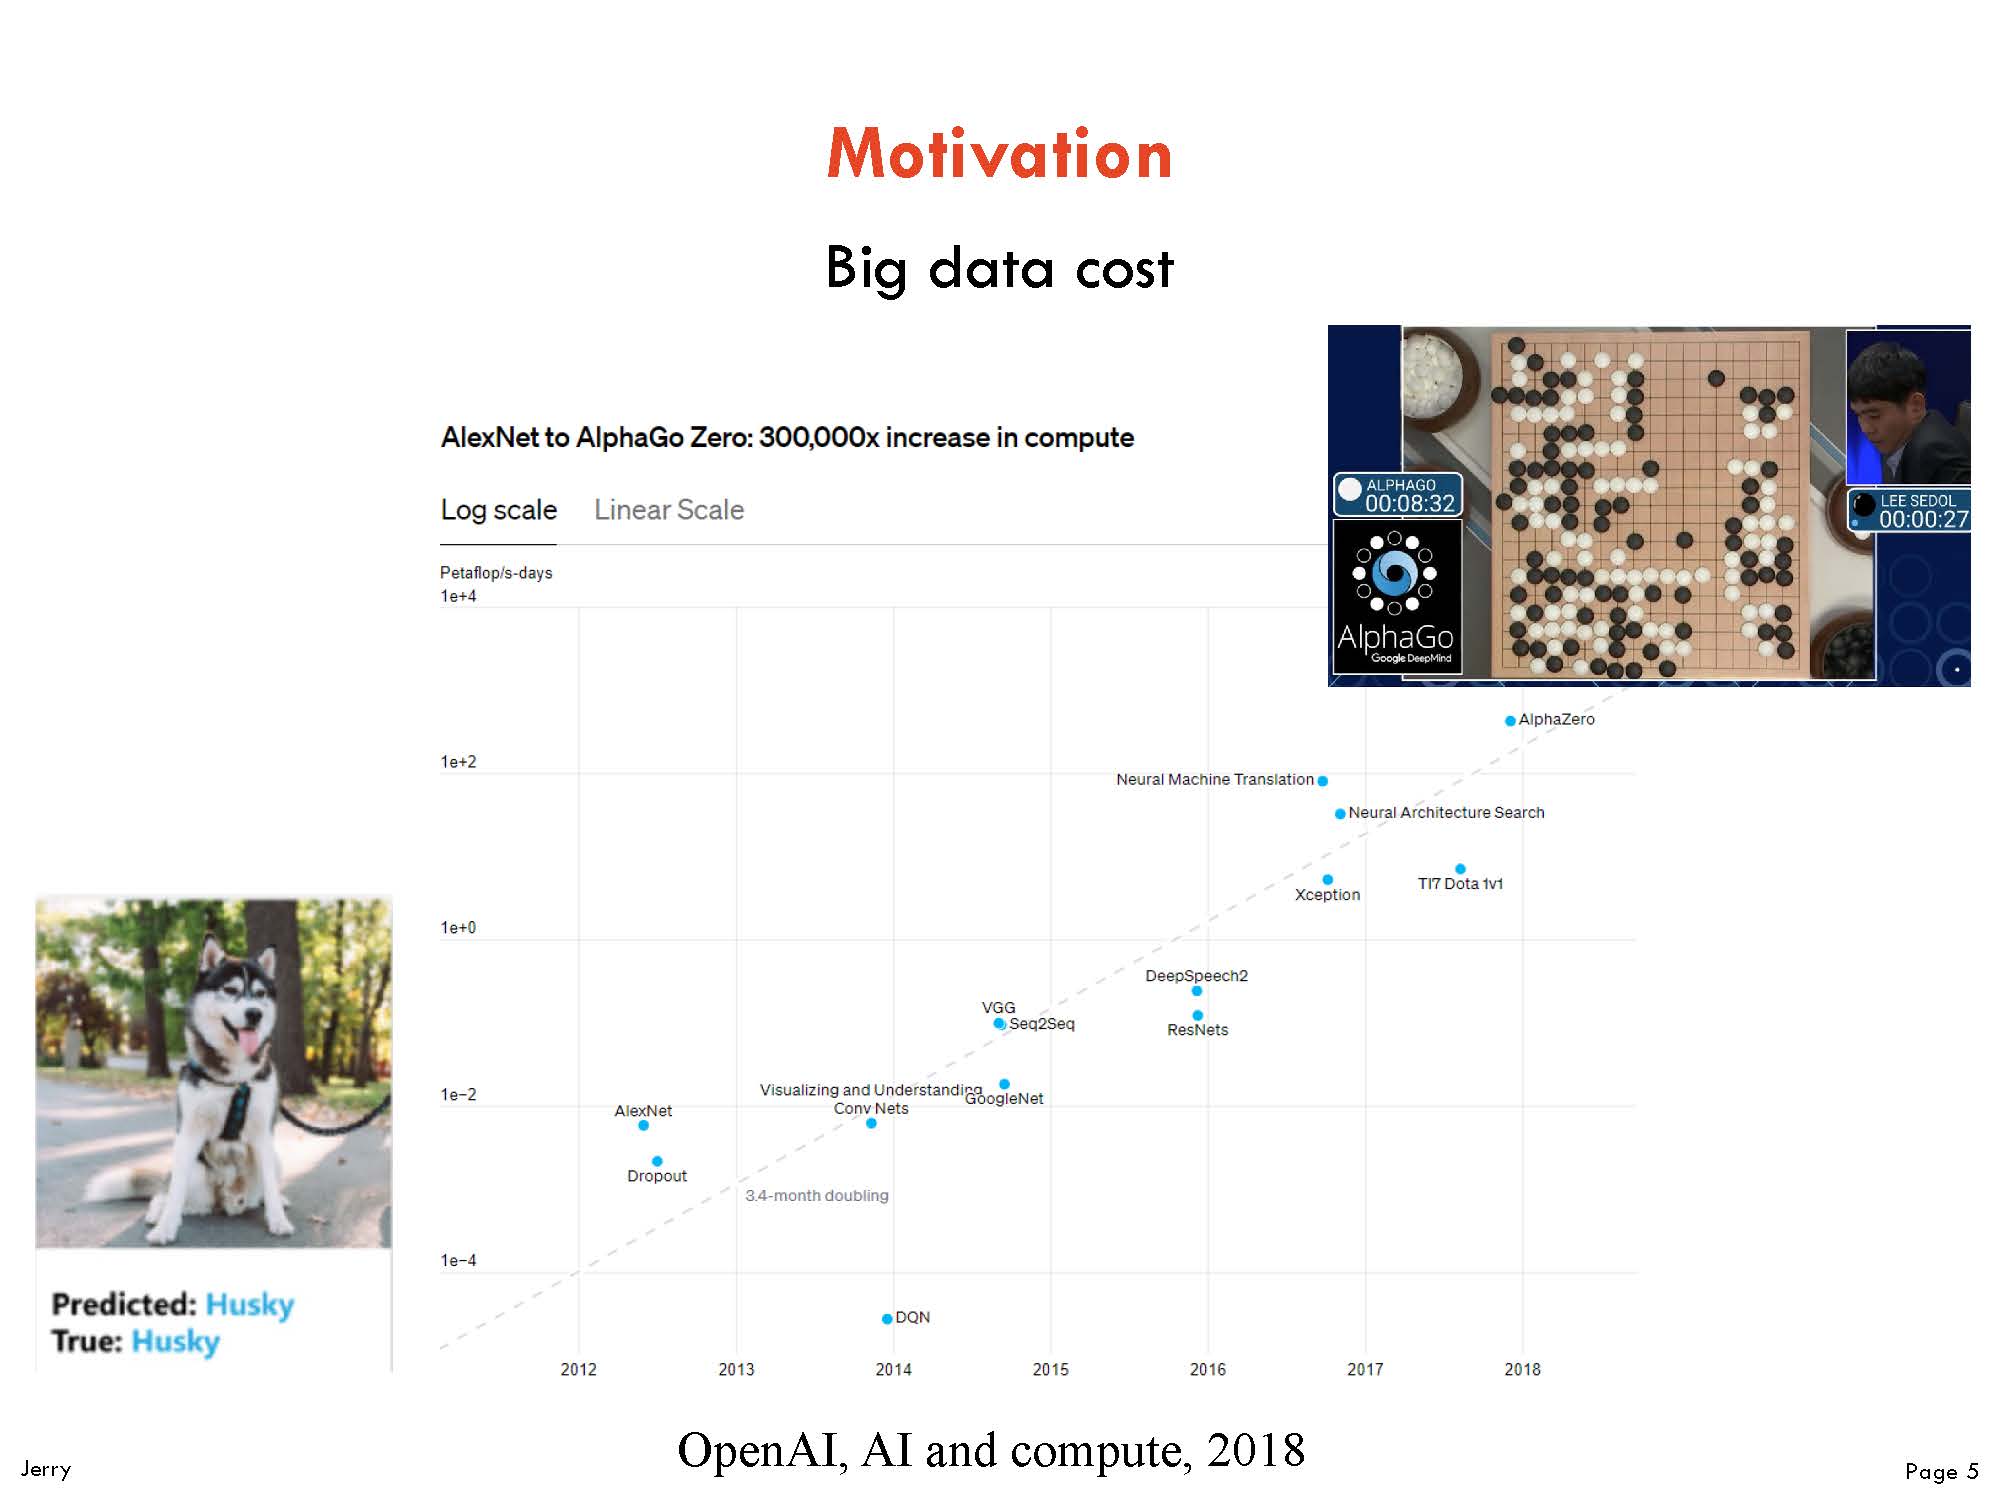 Motivation
Big data cost
AlexNet to AlphaGo Zero: 300,000x increase in compute
Log scale Linear Scale
Petaflop/s-days
1e+4
ALPHAGO
00:08:32
LEE SEDOL
00:00:27
AlphaGo
Google DeepMind
AlphaZero
1e+2
Neural Machine Translation
Neural Architecture Search
TI7 Dota 1v1
Xception
1e+0
DeepSpeech2
VGG
Seq2Seq
ResNets
1e-2
Visualizing and Understanding
Conv Nets
GoogleNet
AlexNet
Dropout
3.4-month doubling
1e-4
DQN
Predicted: Husky
True: Husky
2012 2013 2014 2015 2016 2017 2018
OpenAI, AI and compute, 2018
Jerry
Page 5